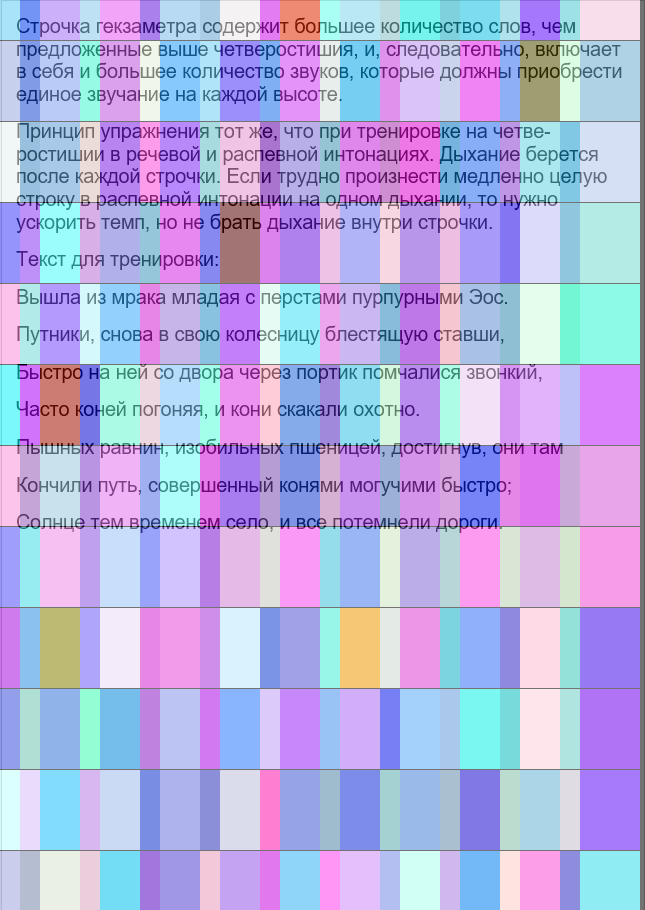 Строчка гекзаметра содержит большее количество слов, чем
предложенные выше четверостишия, и, следовательно, включает
в себя и большее количество звуков, которые должны приобрести
единое звучание на каждой высоте.
Принцип упражнения тот же, что при тренировке на четве-
ростишии в речевой и распевной интонациях. Дыхание берется
после каждой строчки. Если трудно произнести медленно целую
строку в распевной интонации на одном дыхании, то нужно
ускорить темп, но не брать дыхание внутри строчки.
Текст для тренировки:
Вышла из мрака младая с перстами пурпурными Эос.
Путники, снова в свою колесницу блестящую ставши,
Быстро на ней со двора через портик помчалися звонкий,
Часто коней погоняя, и кони скакали охотно.
Пышных равнин, изобильных пшеницей, достигнув, они там
Кончили путь, совершенный конями могучими быстро;
Солнце тем временем село, и все потемнели дороги.